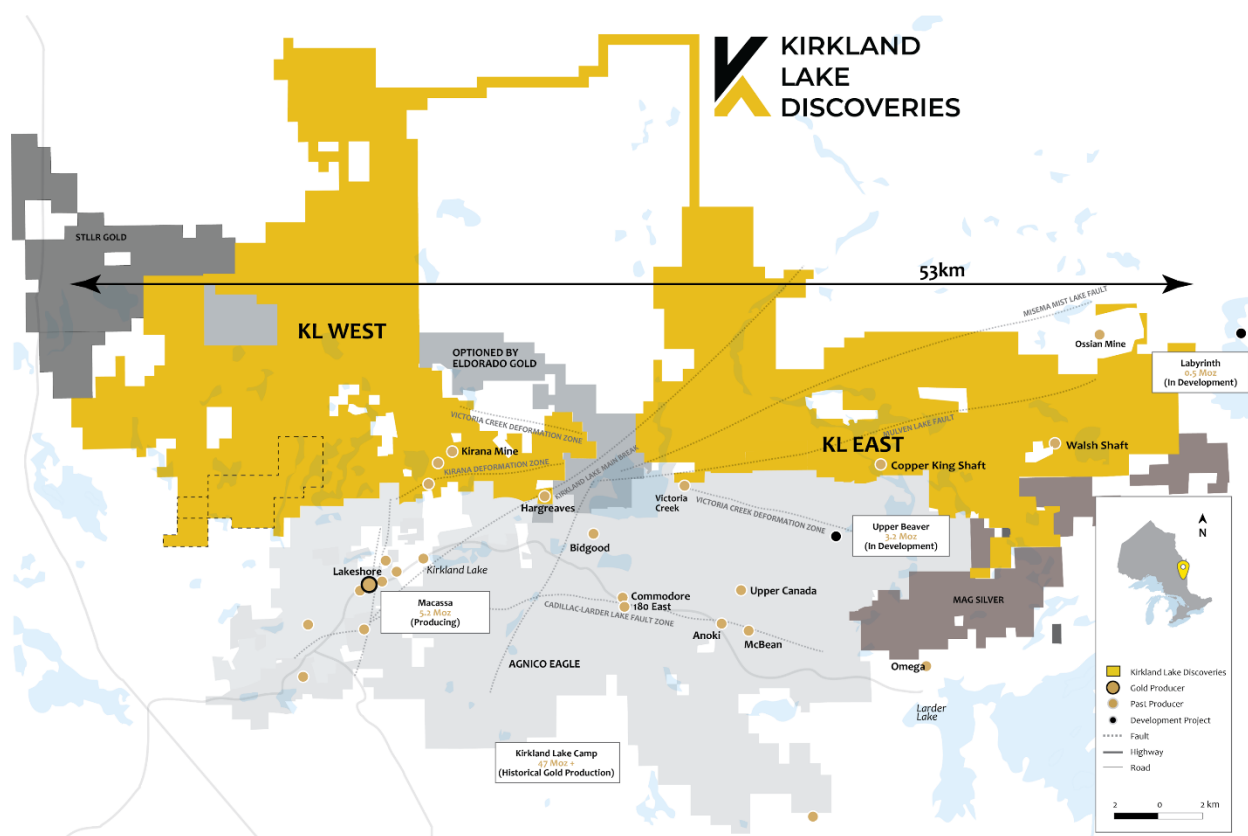 KIRKLAND
LAKE
DISCOVERIES
STLLR GOLD
53km
MISEMA MIST LAKE FAULT
KL WEST
OPTIONED BY
ELDORADO GOLD
Ossian Mine
Labyrinth
0.5 Moz
(In Development)
VICTORIA CREEK DEFORMATION ZONE
MULVEN LAKE FAULT
KL EAST
Kirana Mine
Walsh Shaft
KIRANA DEFORMATION ZONE
KIRKLAND LAKE MAIN BREAK
Copper King Shaft
Hargreaves
Victoria
Creek
VICTORIA CREEK DEFORMATION ZONE
Upper Beaver
3.2 Moz
(In Development)
Bidgood
N
Lakeshore
Kirkland Lake
Macassa
5.2 Moz
(Producing)
Commodore
180 East
Upper Canada
CADILLAC-LARDER LAKE FAULT ZONE
MAG SILVER
Anoki
McBean
AGNICO EAGLE
Omega
Larder
Lake
Kirkland Lake Camp
47 Moz +
(Historical Gold Production)
Kirkland Lake Discoveries
Gold Producer
Past Producer
Development Project
Fault
Highway
Road
2 0 2 km